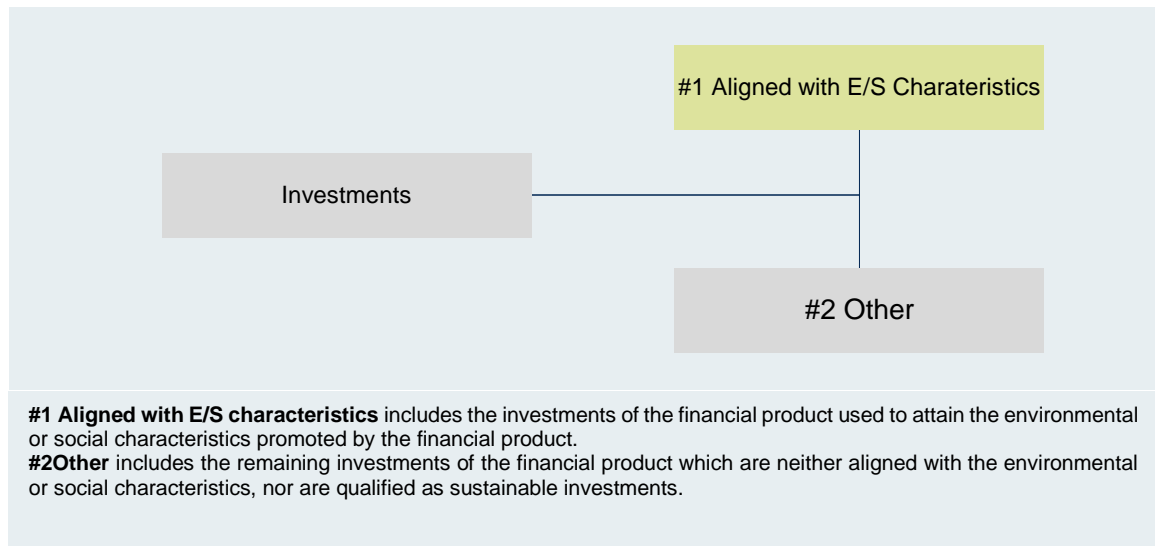 #1 Aligned with E/S Charateristics
Investments
#2 Other
#1 Aligned with E/S characteristics includes the investments of the financial product used to attain the environmental
or social characteristics promoted by the financial product.
#2Other includes the remaining investments of the financial product which are neither aligned with the environmental
or social characteristics, nor are qualified as sustainable investments.